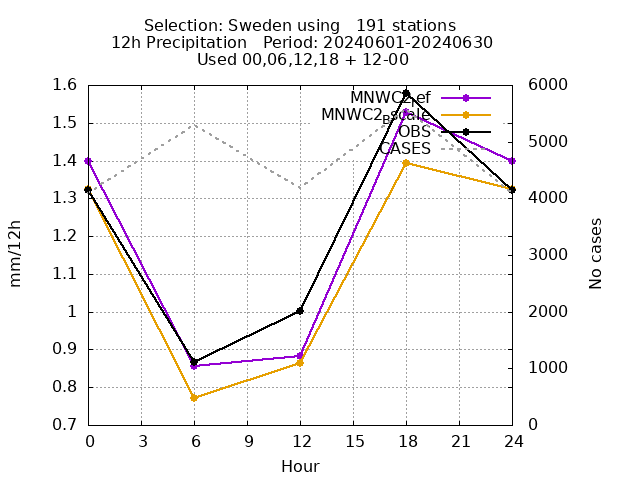 Selection: Sweden using   191 stations
12h Precipitation   Period: 20240601-20240630
Used 00,06,12,18 + 12-00
1.6
1.5
1.4
1.3
1.2
1.1
1
0.9
0.8
0.7
mm/12h
6000
5000
4000
3000
2000
1000
0
No cases
MNWC2ref
MNWC2Bscale
OBS
CASES
0 3 6 9 12 15 18 21 24
Hour